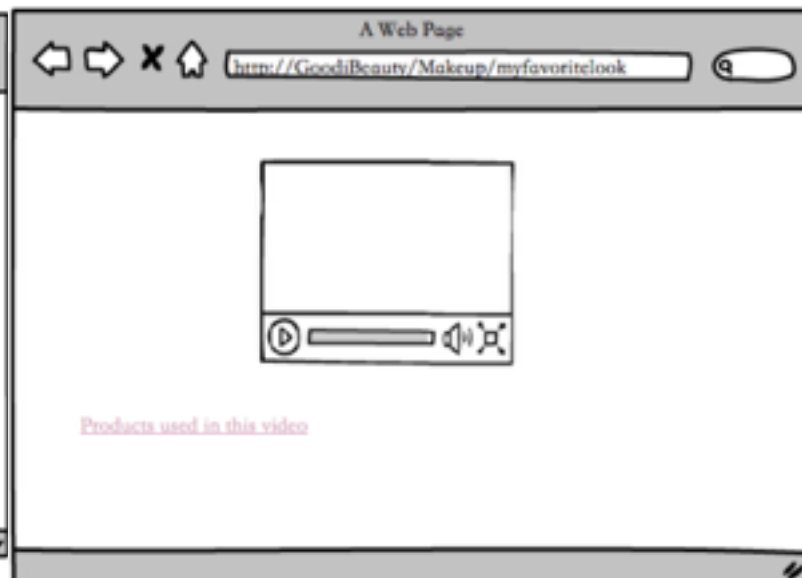 A Web Page
http://GoodiBeauty/Makeup/myfavoritelook
Products used in this video